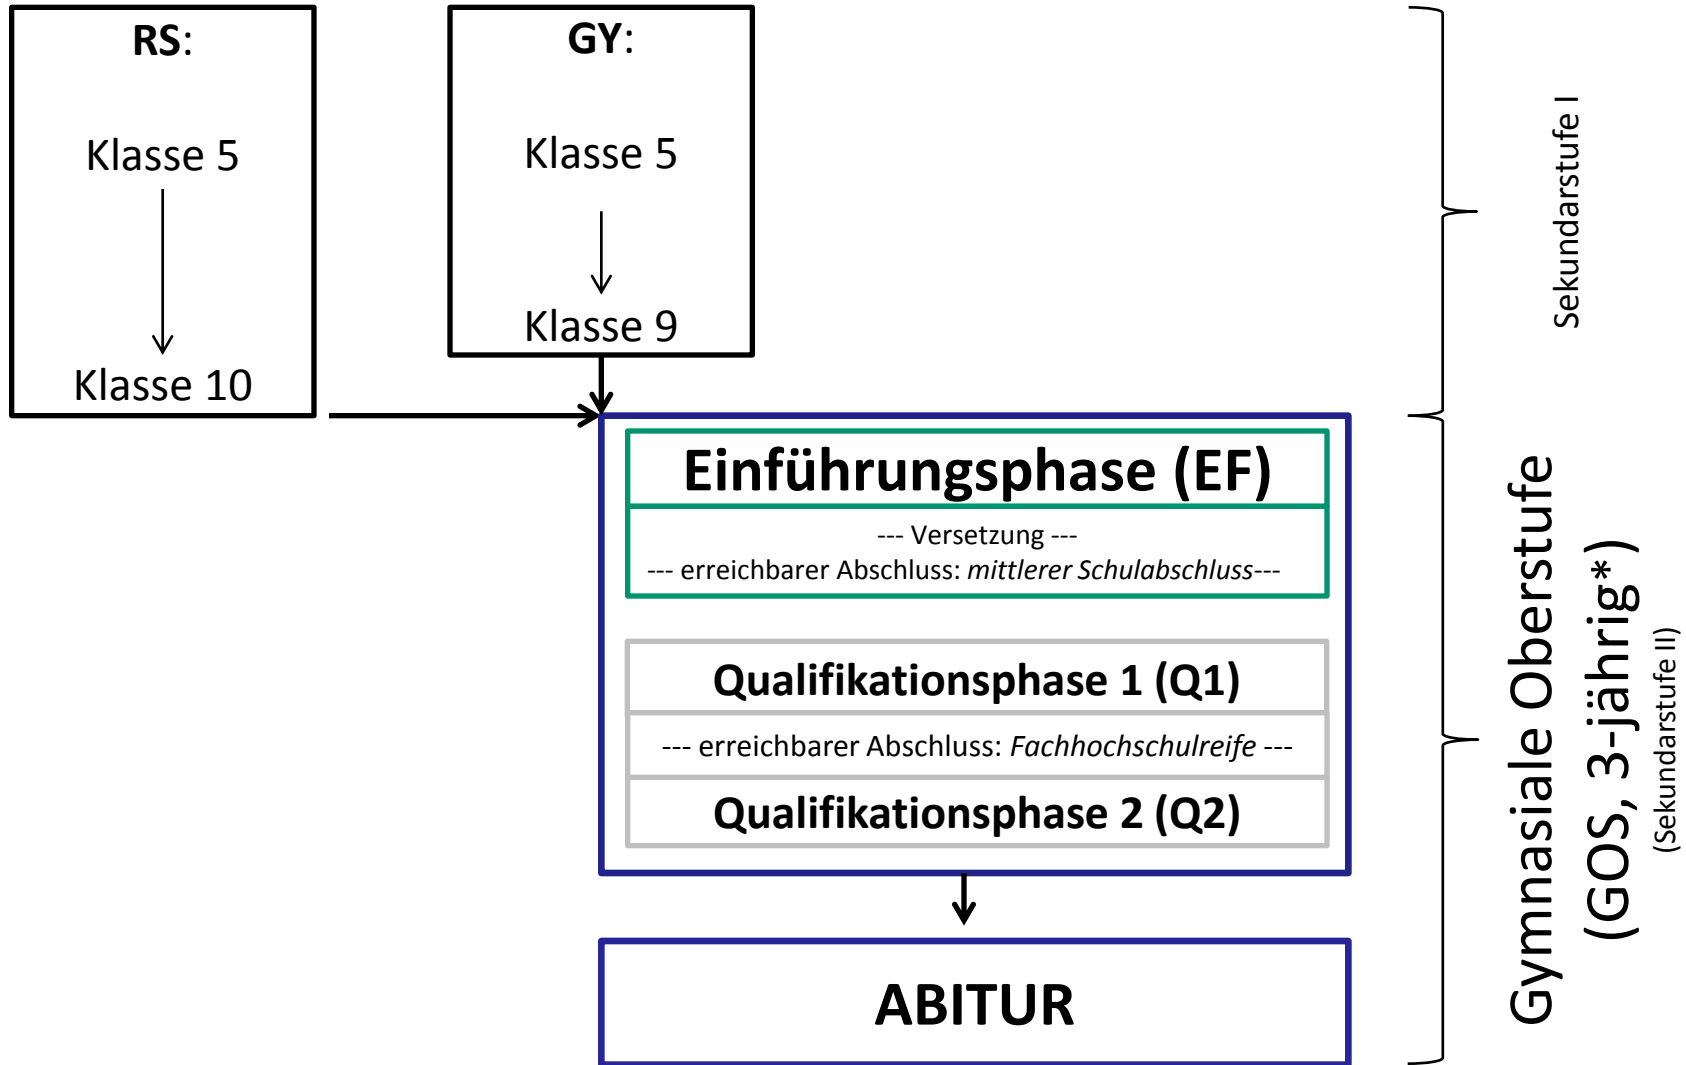 RS:
Klasse 5
Klasse 10
GY:
Klasse 5
Klasse 9
Sekundarstufe I
Einführungsphase (EF)
--- Versetzung ---
--- erreichbarer Abschluss: mittlerer Schulabschluss---
Qualifikationsphase 1 (Q1)
--- erreichbarer Abschluss: Fachhochschulreife ---
Qualifikationsphase 2 (Q2)
ABITUR
Gymnasiale Oberstufe
(GOS, 3-jährig*)
(Sekundarstufe II)